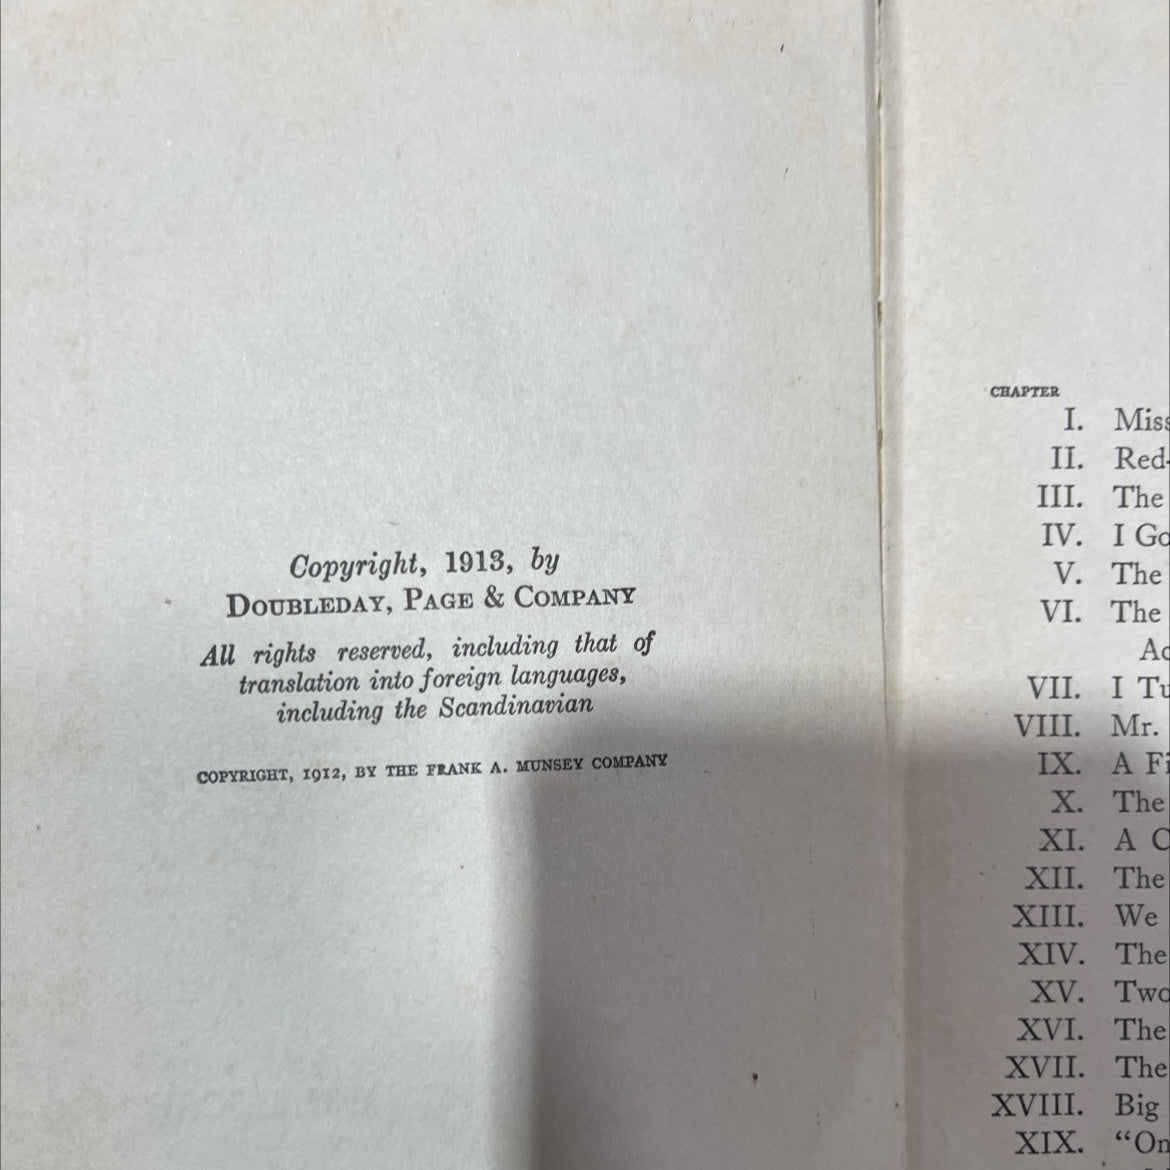 Copyright, 1913, by
DOUBLEDAY, PAGE & COMPANY
All rights reserved, including that of
translation into foreign languages,
including the Scandinavian
COPYRIGHT, 1912, BY THE FRANK A. MUNSEY COMPANY
CHAPTER
I. Miss
II. Red-
III. The
IV. I Go
V. The
VI. The
Ad
VII. I Tu
VIII. Mr.
IX. A Fi
X. The
XI. A C
XII. The
XIII. We
XIV. The
XV. Two
XVI. The
XVII. The
XVIII. Big
XIX. “On